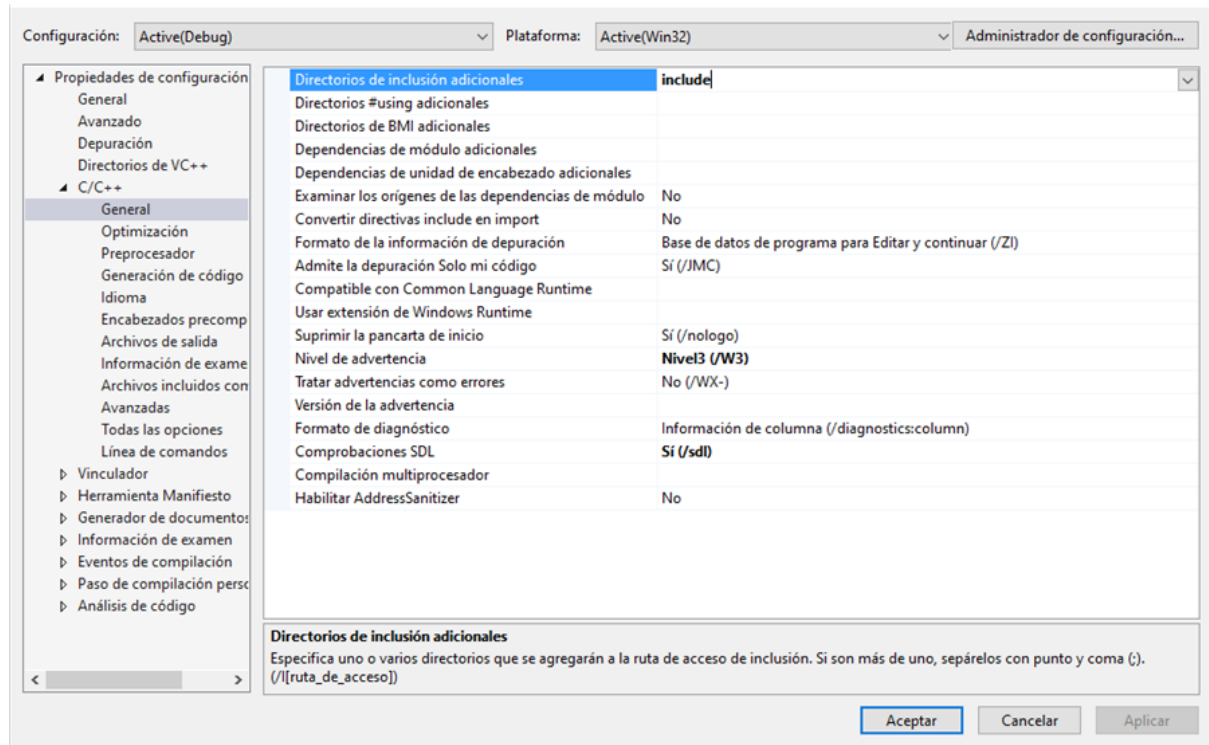 Configuración: Active(Debug) Plataforma: Active(Win32) Administrador de configuración...
Propiedades de configuración
General
Avanzado
Depuración
Directorios de VC++
C/C++
General
Optimización
Preprocesador
Generación de código
Idioma
Encabezados precomp
Archivos de salida
Información de exame
Archivos incluidos con
Avanzadas
Todas las opciones
Línea de comandos
Vinculador
Herramienta Manifiesto
Generador de documentos
Información de examen
Eventos de compilación
Paso de compilación perso
Análisis de código
Directorios de inclusión adicionales include
Directorios #using adicionales
Directorios de BMI adicionales
Dependencias de módulo adicionales
Dependencias de unidad de encabezado adicionales
Examinar los orígenes de las dependencias de módulo No
Convertir directivas include en import No
Formato de la información de depuración Base de datos de programa para Editar y continuar (/ZI)
Admite la depuración Solo mi código Sí (/JMC)
Compatible con Common Language Runtime
Usar extensión de Windows Runtime
Suprimir la pancarta de inicio Sí (/nologo)
Nivel de advertencia Nivel3 (/W3)
Tratar advertencias como errores No (/WX-)
Versión de la advertencia
Formato de diagnóstico Información de columna (/diagnostics:column)
Comprobaciones SDL Sí (/sdl)
Compilación multiprocesador
Habilitar AddressSanitizer No
Directorios de inclusión adicionales
Especifica uno o varios directorios que se agregarán a la ruta de acceso de inclusión. Si son más de uno, sepárelos con punto y coma (;).
(/I[ruta_de_acceso])
Aceptar Cancelar Aplicar